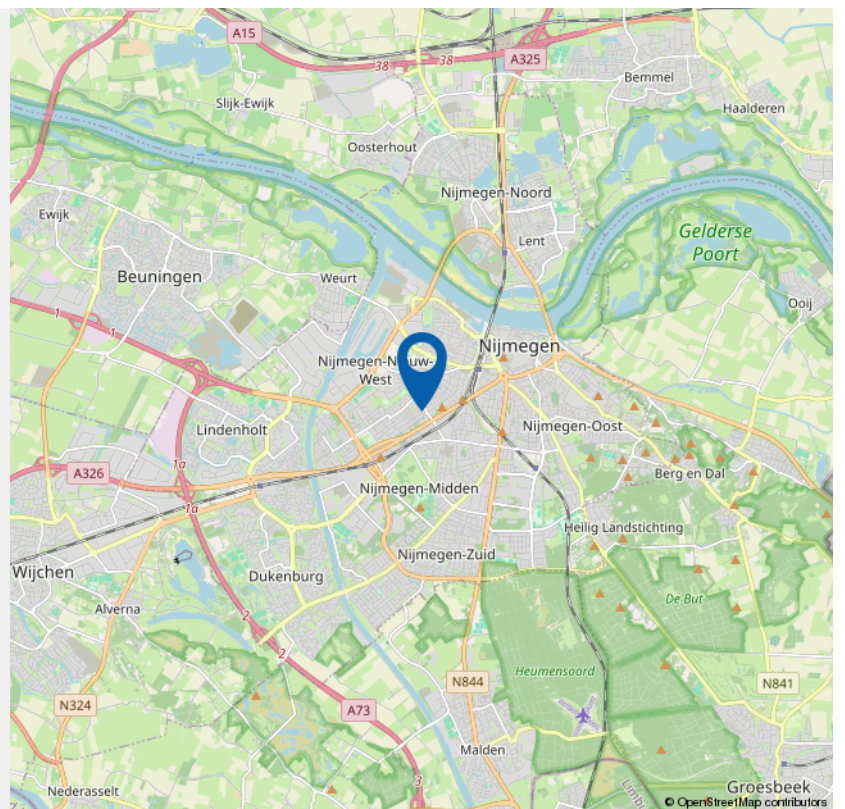 A15
38
38
A325
Bemmel
Slijk-Ewijk
Haalderen
Oosterhout
Nijmegen-Noord
Ewijk
Lent
Gelderse
Poort
Beuningen
Weurt
Ooij
1
1
Nijmegen
West
Lindenholt
Nijmegen-Oost
1a
A326
Berg en Dal
Nijmegen-Midden
1a
Heilig Landstichting
Nijmegen-Zuid
Wijchen
Dukenburg
De But
Alverna
2
2
Heumensoord
N844
N841
N324
A73
Malden
3
Nederasselt
Groesbeek
© OpenStreetMap contributors